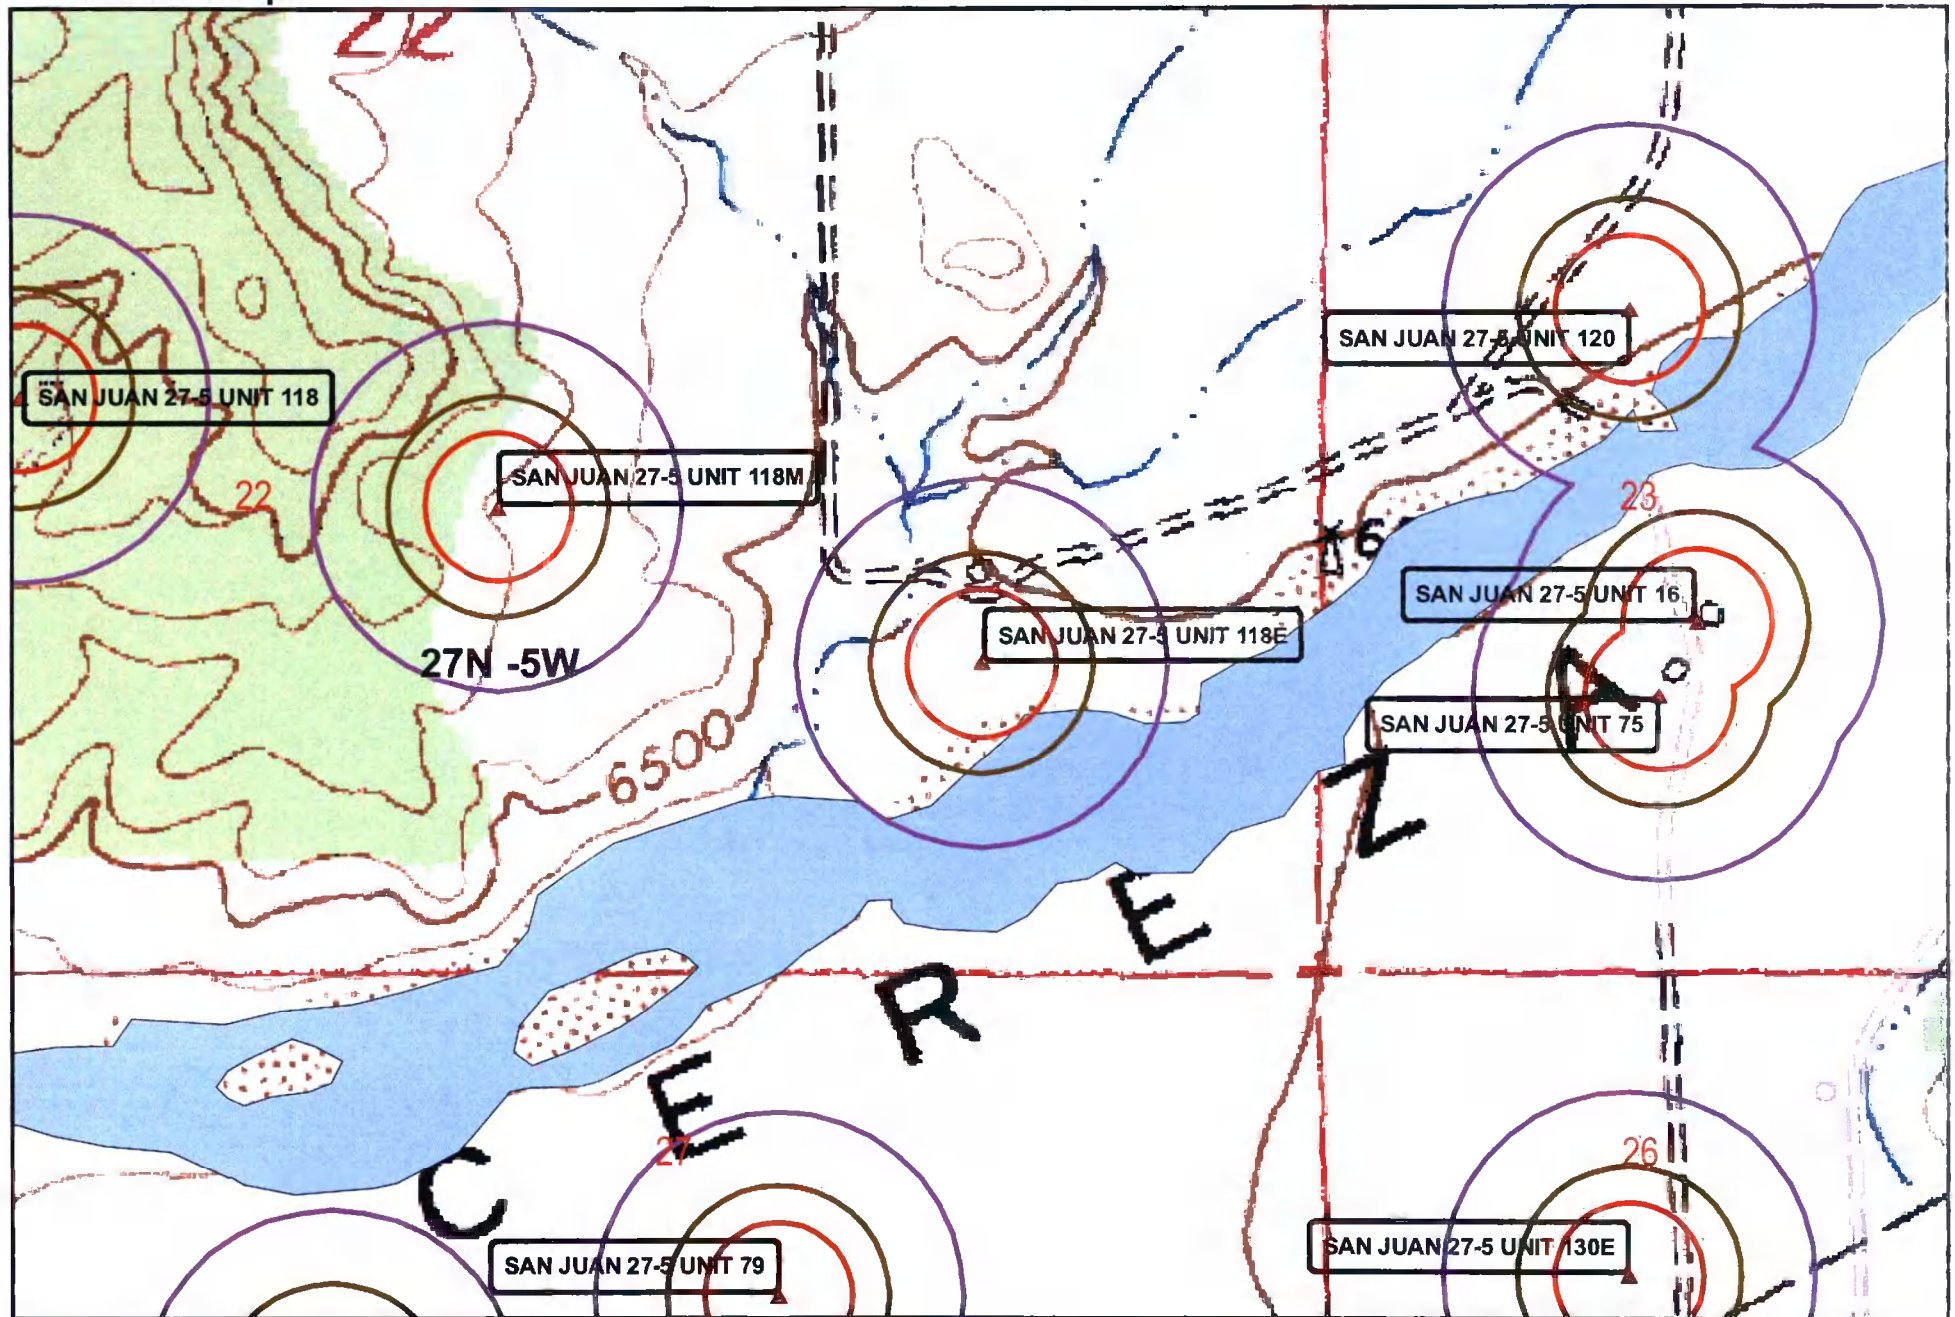 22
SAN JUAN 27-5 UNIT 120
SAN JUAN 27-5 UNIT 118
SAN JUAN 27-5 UNIT 118M
22
23
6
SAN JUAN 27-5 UNIT 16
SAN JUAN 27-5 UNIT 118E
27N -5W
SAN JUAN 27-5 UNIT 75
6500
C E R E Z A
27
26
SAN JUAN 27-5 UNIT 130E
SAN JUAN 27-5 UNIT 79